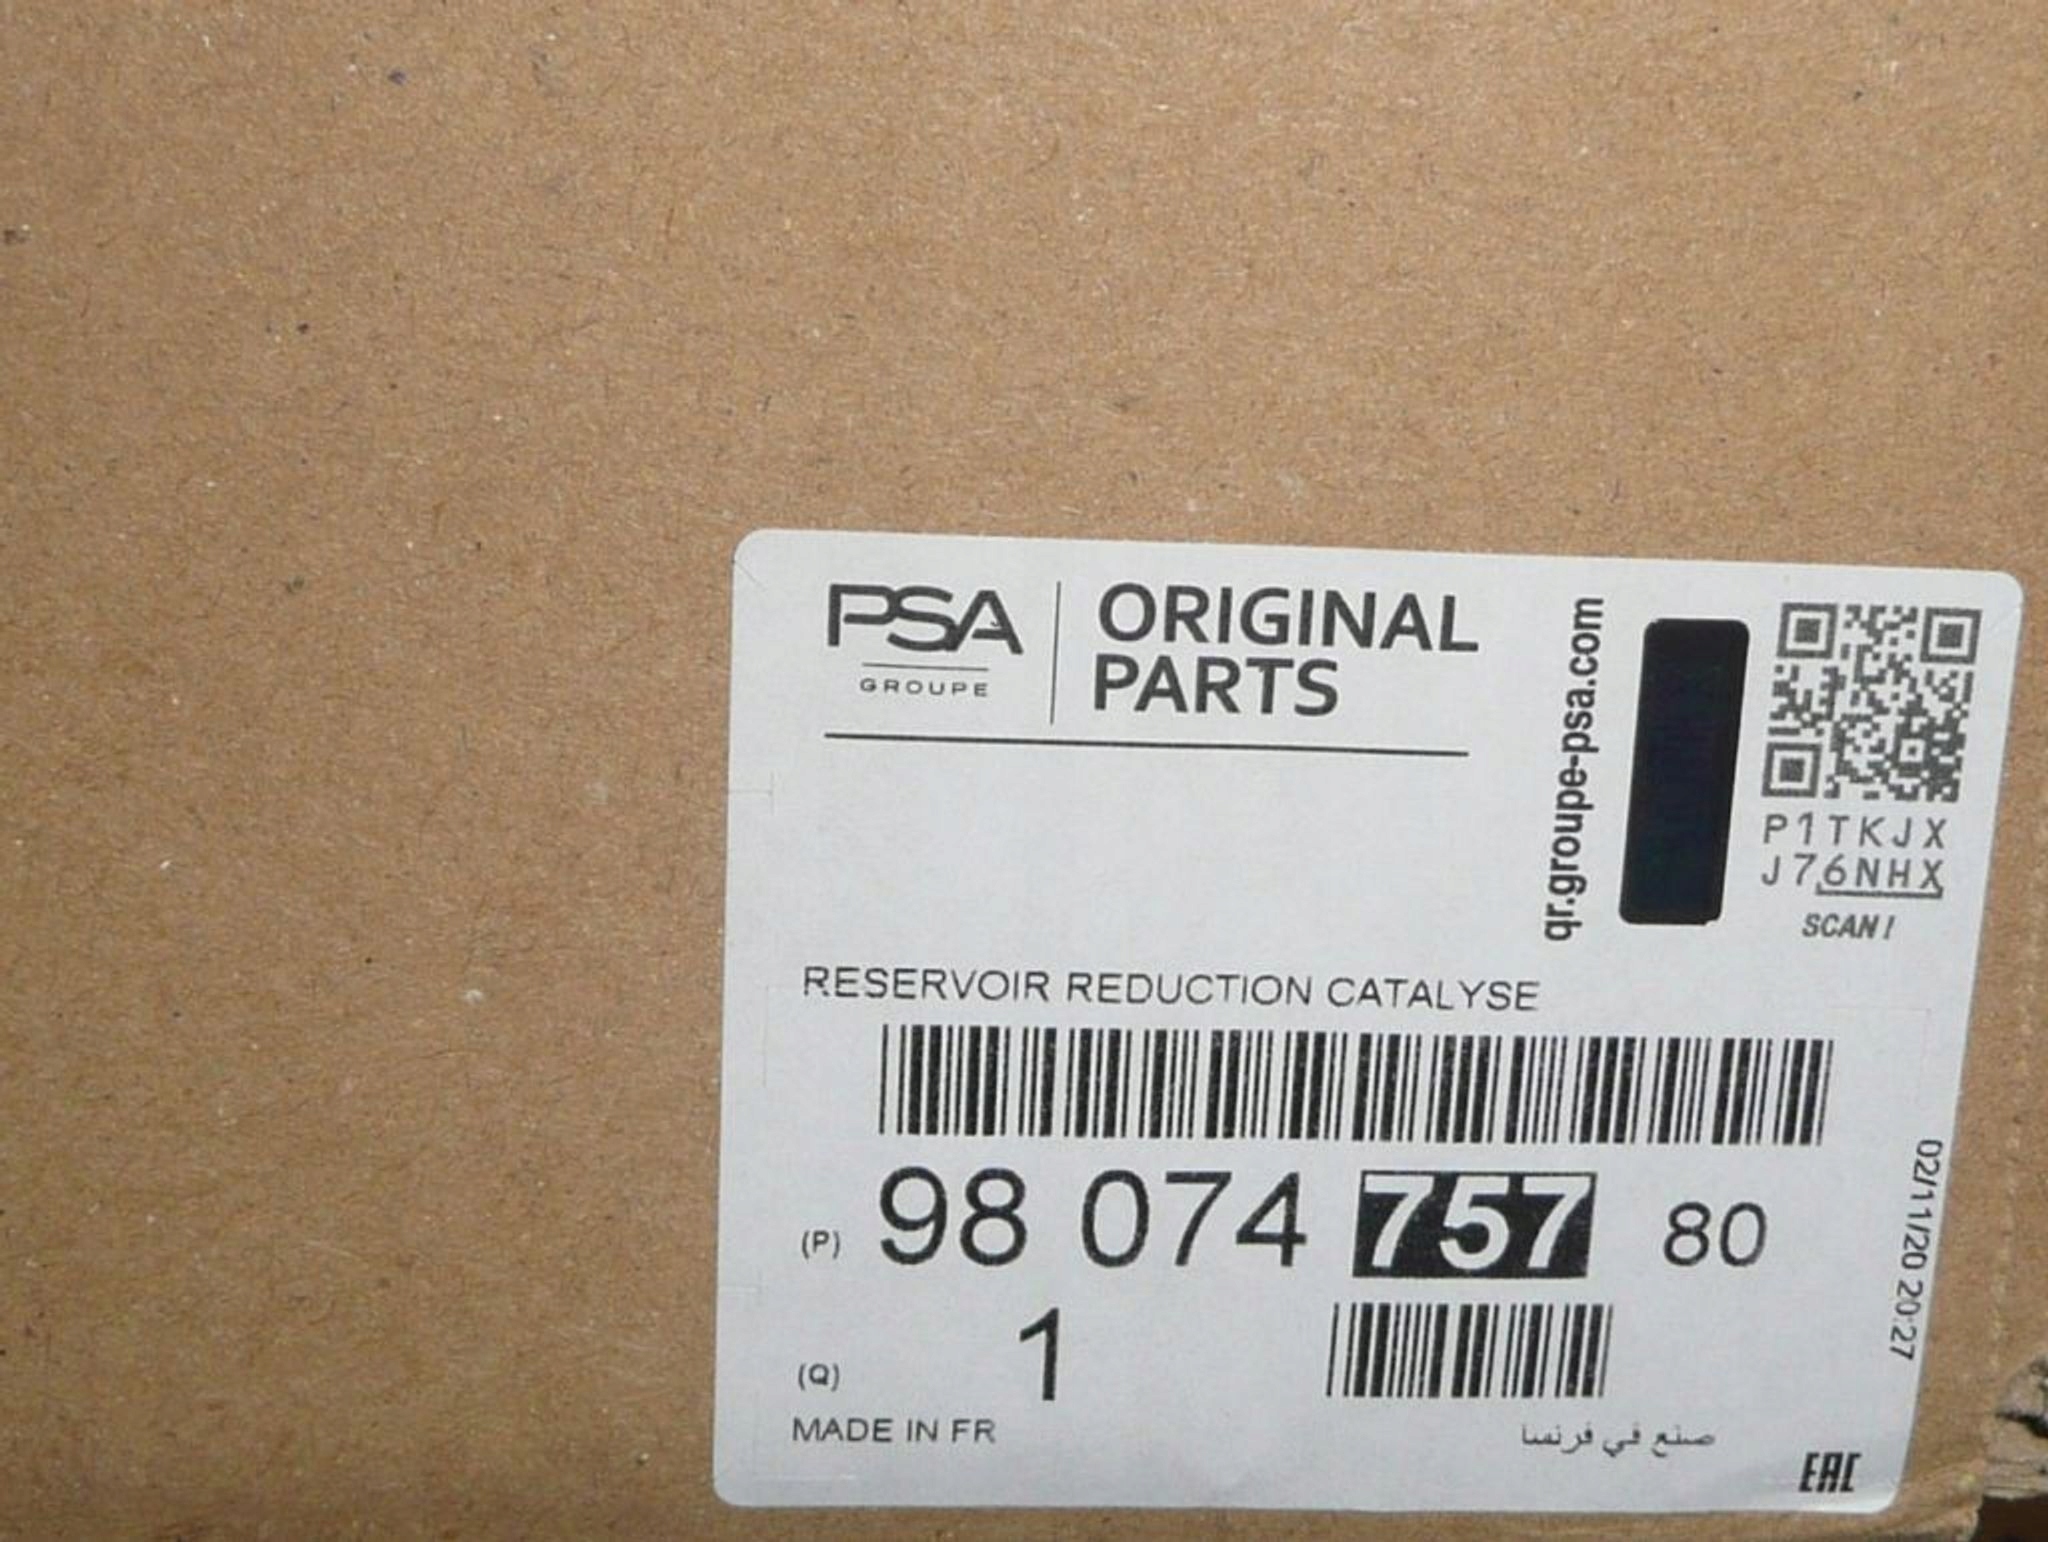 PSA
GROUPE
ORIGINAL
PARTS
qr.groupe-psa.com
P1TKJX
J76NHX
SCAN!
RESERVOIR REDUCTION CATALYSE
(P) 98 074 757 80
(Q) 1
02/11/20 20:27
MADE IN FR
صنع في فرنسا
EAC